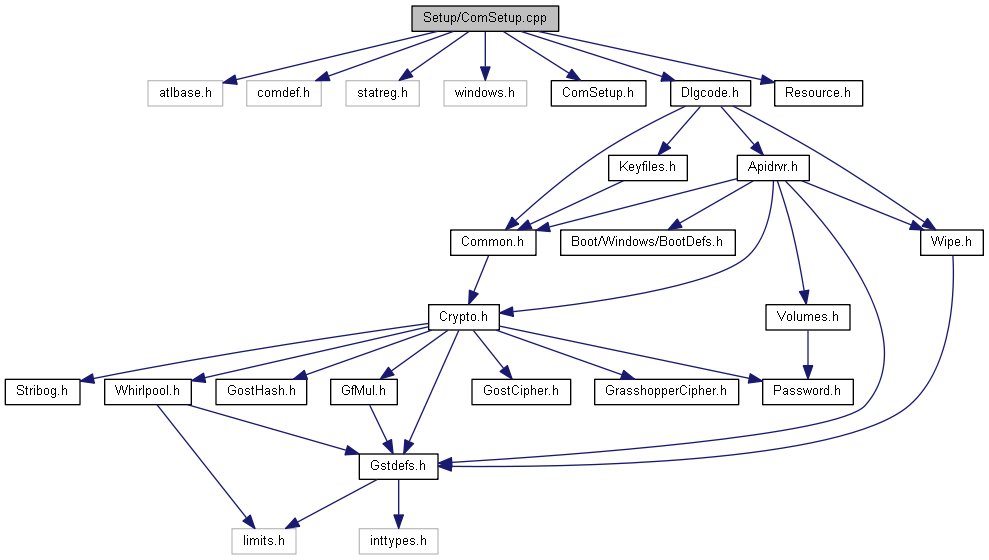 Setup/ComSetup.cpp
atlbase.h
comdef.h
statreg.h
windows.h
ComSetup.h
Dlgcode.h
Resource.h
Keyfiles.h
Apidrvr.h
Common.h
Boot/Windows/BootDefs.h
Wipe.h
Crypto.h
Volumes.h
Stribog.h
Whirlpool.h
GostHash.h
GfMul.h
GostCipher.h
GrasshopperCipher.h
Password.h
Gstdefs.h
limits.h
inttypes.h